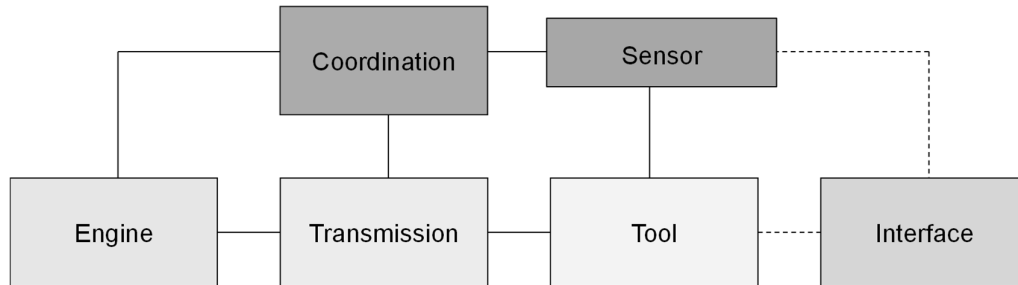 Coordination
Sensor
Engine
Transmission
Tool
Interface